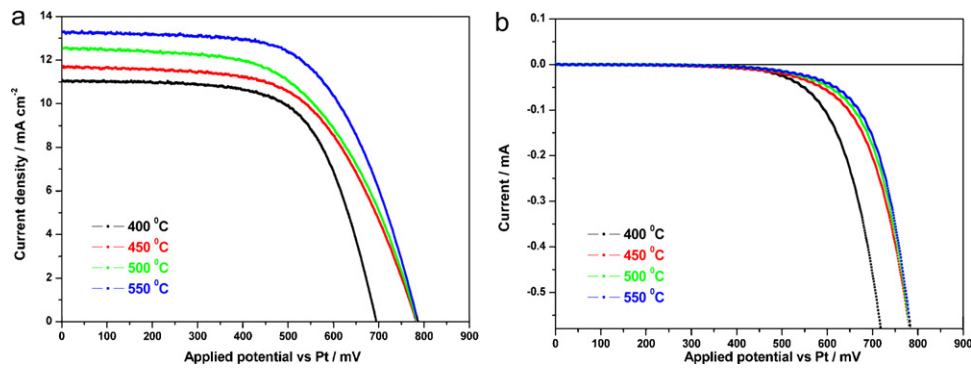 a
14
12
10
8
6
4
2
0
Current density / mA cm⁻²
400 ⁰C
450 ⁰C
500 ⁰C
550 ⁰C
0 100 200 300 400 500 600 700 800 900
Applied potential vs Pt / mV
b
0.1
0.0
-0.1
-0.2
-0.3
-0.4
-0.5
Current / mA
400 ⁰C
450 ⁰C
500 ⁰C
550 ⁰C
0 100 200 300 400 500 600 700 800 900
Applied potential vs Pt / mV